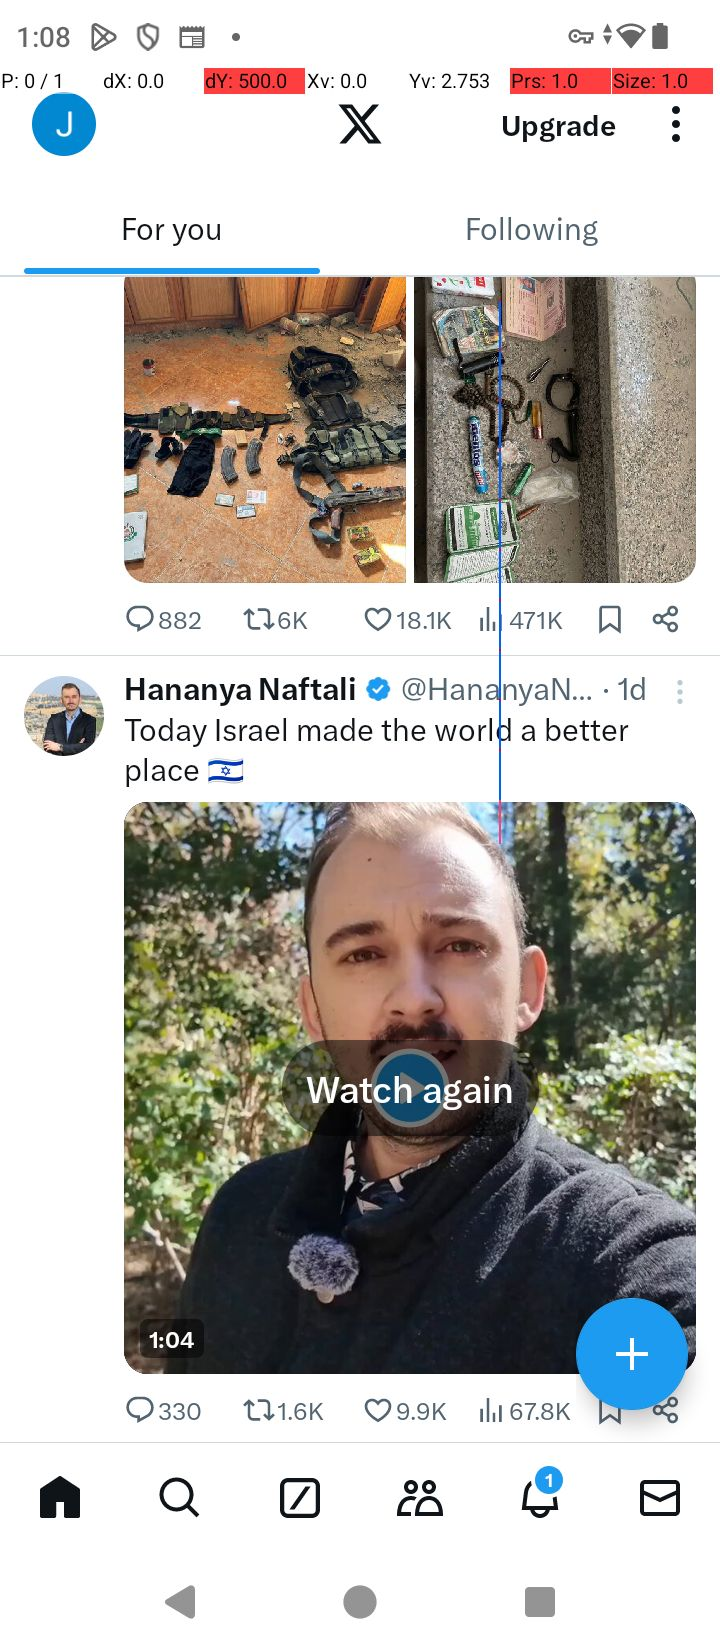 1:08
P: 0 / 1 dX: 0.0 dY: 500.0 Xv: 0.0 Yv: 2.753 Prs: 1.0 Size: 1.0
J X Upgrade
For you Following
882 6K 18.1K 471K
Hananya Naftali @HananyaN... · 1d
Today Israel made the world a better
place 🇮🇱
Watch again
1:04
330 1.6K 9.9K 67.8K
1